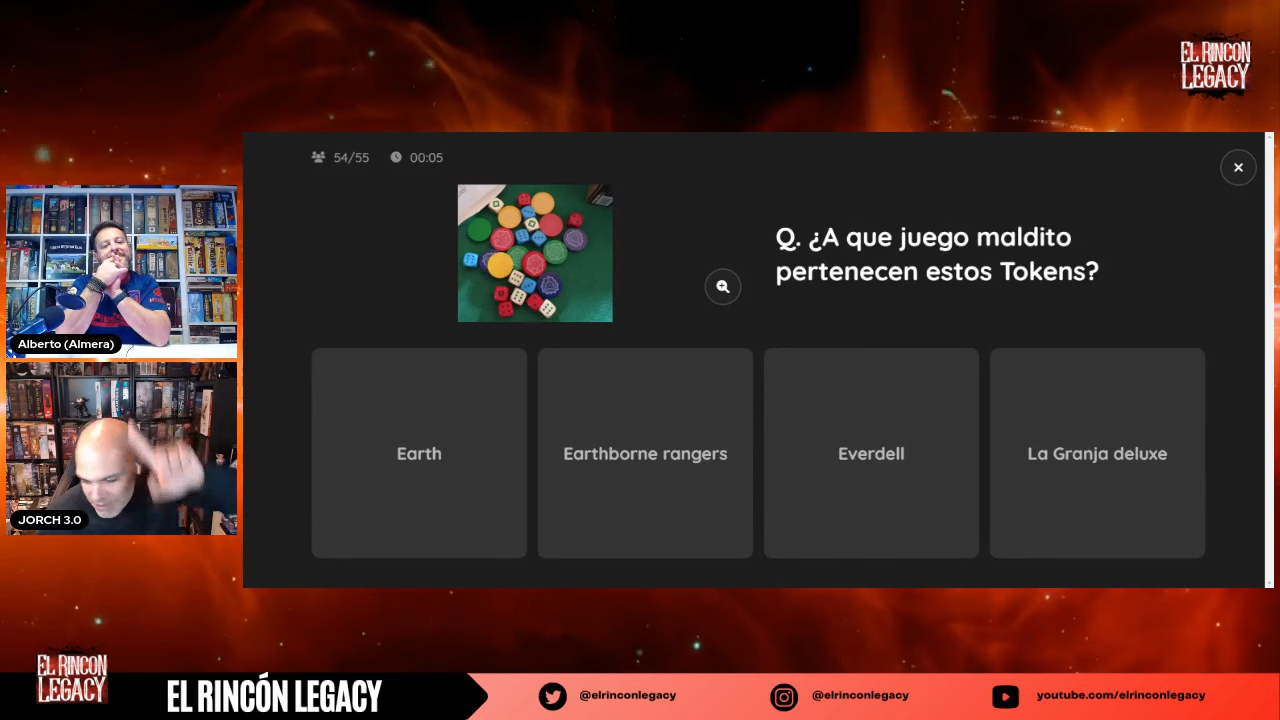 EL RINCON
LEGACY
54/55
00:05
Q. ¿A que juego maldito
pertenecen estos Tokens?
Alberto (Almera)
Earth
Earthborne rangers
Everdell
La Granja deluxe
JORCH 3.0
EL RINCON
LEGACY
EL RINCÓN LEGACY
@elrinconlegacy
@elrinconlegacy
youtube.com/elrinconlegacy